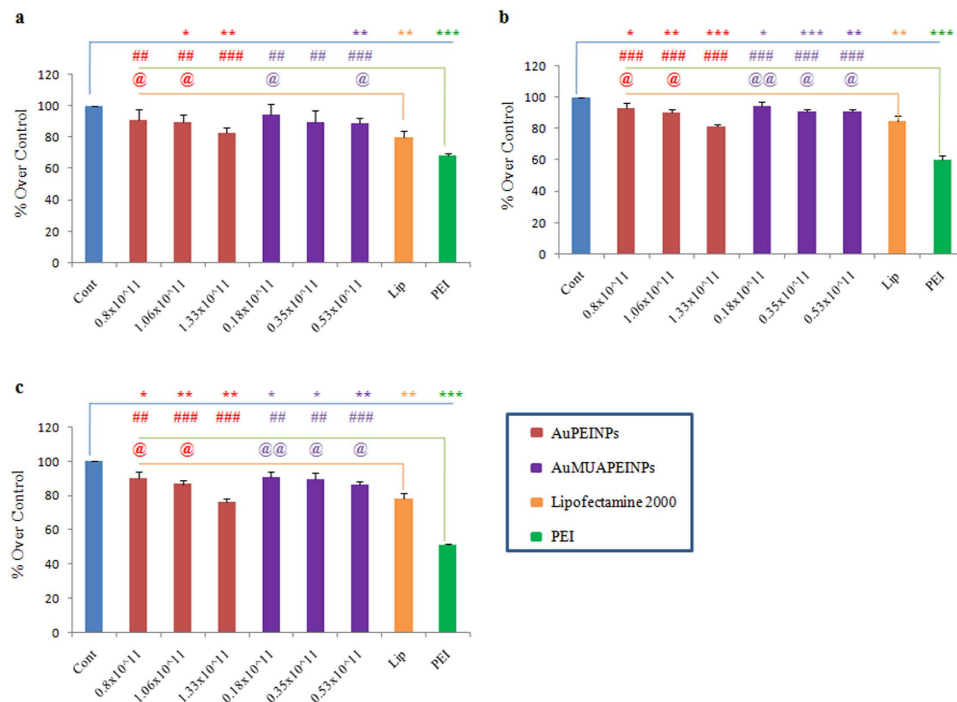 a
* ** ** ** ***
## ## ### ## ## ###
@ @ @ @
120
100
80
60
40
20
0
% Over Control
Cont
0.8x10^11
1.06x10^11
1.33x10^11
0.18x10^11
0.35x10^11
0.53x10^11
Lip
PEI
b
* ** *** * *** ** ** ***
### ### ### ### ### ###
@ @ @@ @ @
120
100
80
60
40
20
0
% Over Control
Cont
0.8x10^11
1.06x10^11
1.33x10^11
0.18x10^11
0.35x10^11
0.53x10^11
Lip
PEI
c
* ** ** * * ** ** ***
## ### ### ## ## ###
@ @ @@ @ @
120
100
80
60
40
20
0
% Over Control
Cont
0.8x10^11
1.06x10^11
1.33x10^11
0.18x10^11
0.35x10^11
0.53x10^11
Lip
PEI
AuPEINPs
AuMUAPEINPs
Lipofectamine 2000
PEI